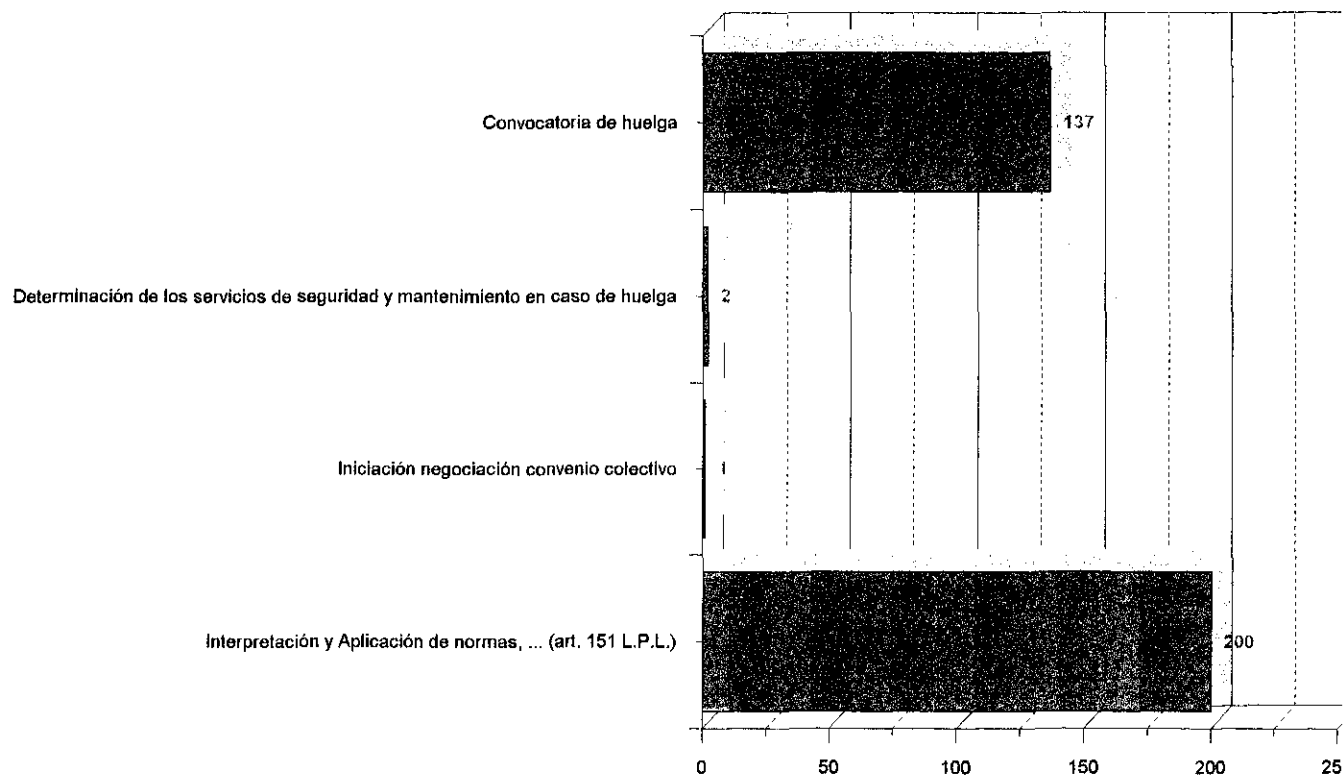 Convocatoria de huelga
137
Determinación de los servicios de seguridad y mantenimiento en caso de huelga
2
Iniciación negociación convenio colectivo
1
Interpretación y Aplicación de normas, ... (art. 151 L.P.L.)
200
0 50 100 150 200 25